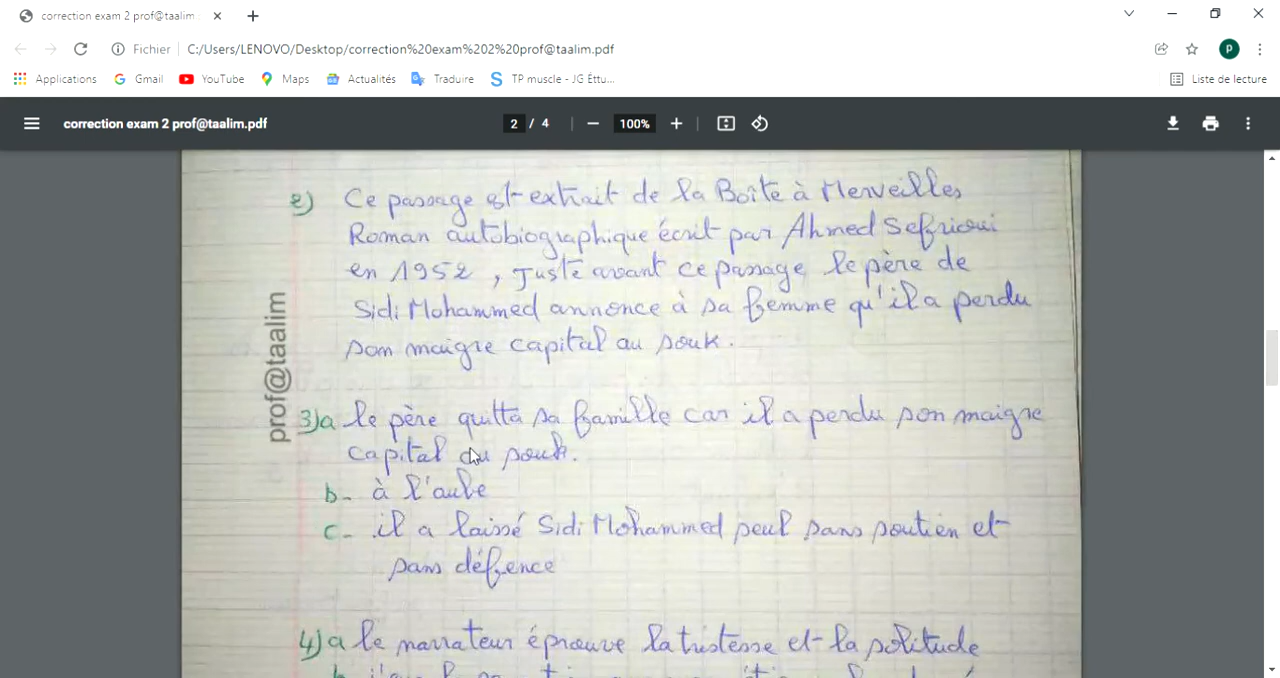 correction exam 2 prof@taalim
Fichier
C:/Users/LENOVO/Desktop/correction%20exam%202%20prof@taalim.pdf
Applications
Gmail
YouTube
Maps
Actualités
Traduire
TP muscle - JG Ettu...
Liste de lecture
correction exam 2 prof@taalim.pdf
2 / 4
100%
2) Ce passage est extrait de la Boîte à Merveilles
Roman autobiographique écrit par Ahmed Sefrioui
en 1952, Juste avant ce passage le père de
Sidi Mohammed annonce à sa femme qu'il a perdu
son maigre capital au souk.
prof@taalim
3)a le père quitta sa famille car il a perdu son maigre
capital au souk.
b- à l'aube
c- il a laissé Sidi Mohammed seul sans soutien et
sans défence
4)a le narrateur éprouve la tristesse et la solitude